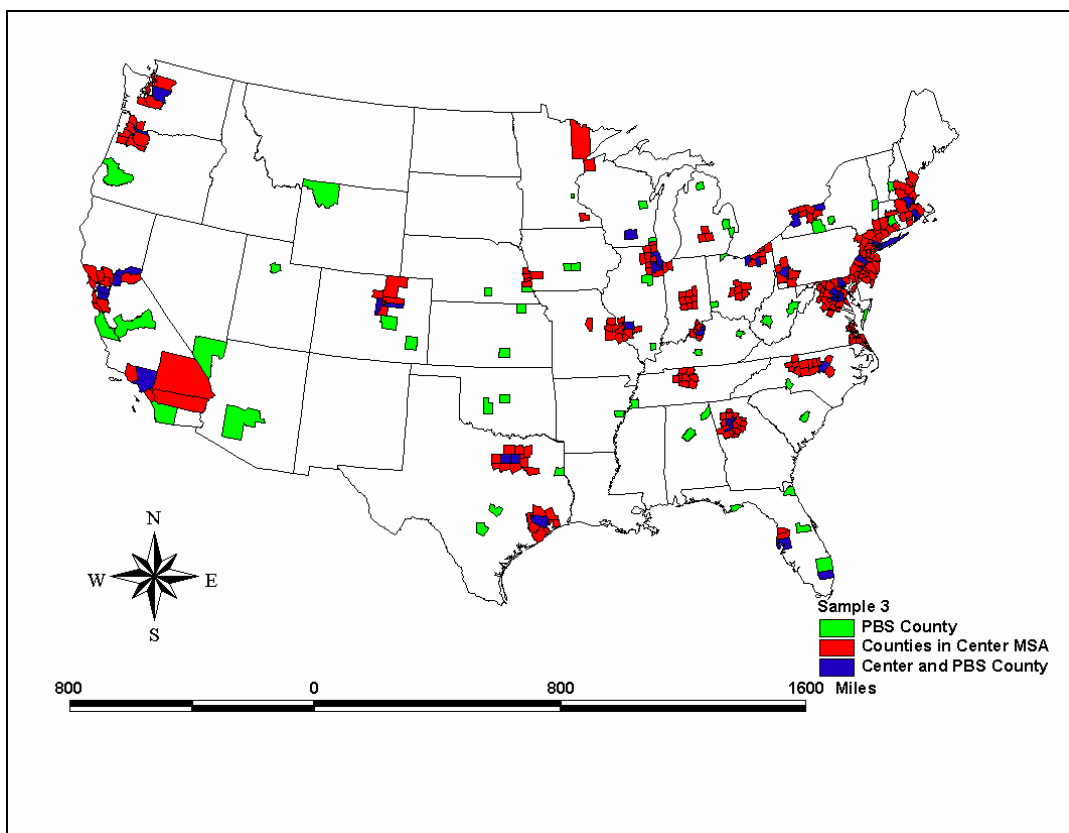 N
W E
S
Sample 3
PBS County
Counties in Center MSA
Center and PBS County
800 0 800 1600 Miles